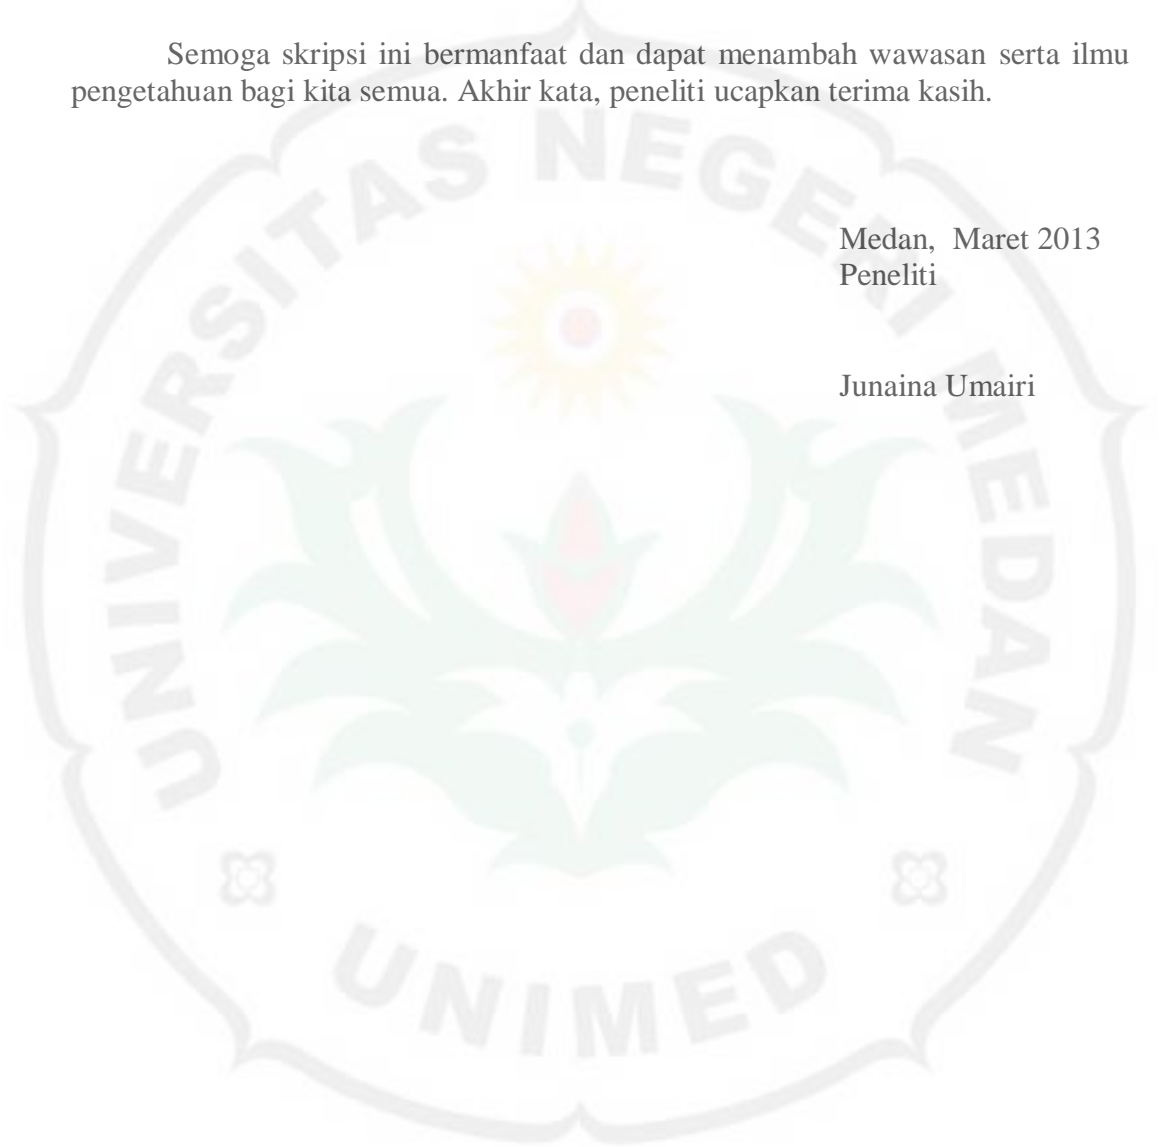 Semoga skripsi ini bermanfaat dan dapat menambah wawasan serta ilmu
pengetahuan bagi kita semua. Akhir kata, peneliti ucapkan terima kasih.
Medan,  Maret 2013
Peneliti
Junaina Umairi
UNIVERSITAS NEGERI MEDAN
UNIMED